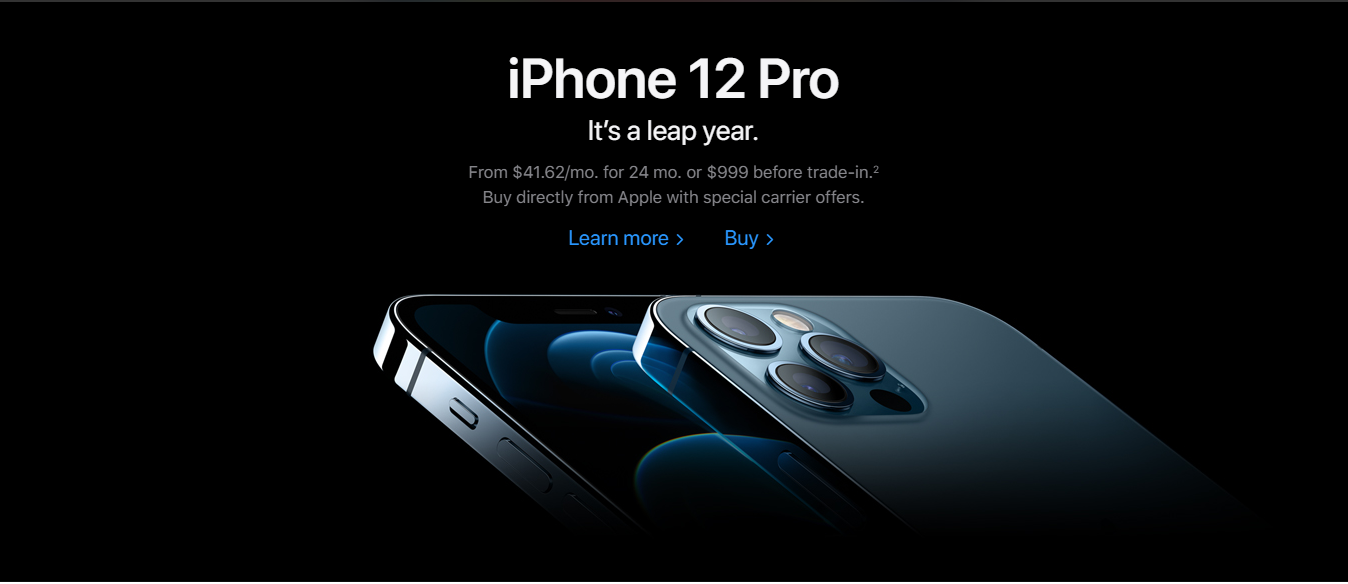 iPhone 12 Pro
It’s a leap year.
From $41.62/mo. for 24 mo. or $999 before trade-in.²
Buy directly from Apple with special carrier offers.
Learn more >
Buy >